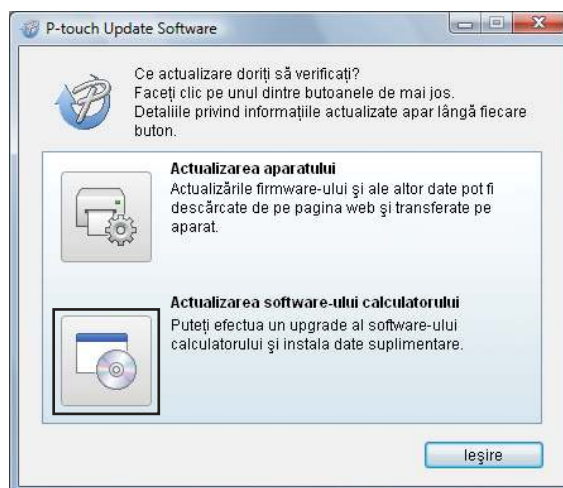 P-touch Update Software
Ce actualizare doriţi să verificaţi?
Faceţi clic pe unul dintre butoanele de mai jos.
Detaliile privind informaţiile actualizate apar lângă fiecare
buton.
Actualizarea aparatului
Actualizările firmware-ului şi ale altor date pot fi
descărcate de pe pagina web şi transferate pe
aparat.
Actualizarea software-ului calculatorului
Puteţi efectua un upgrade al software-ului
calculatorului şi instala date suplimentare.
Ieşire